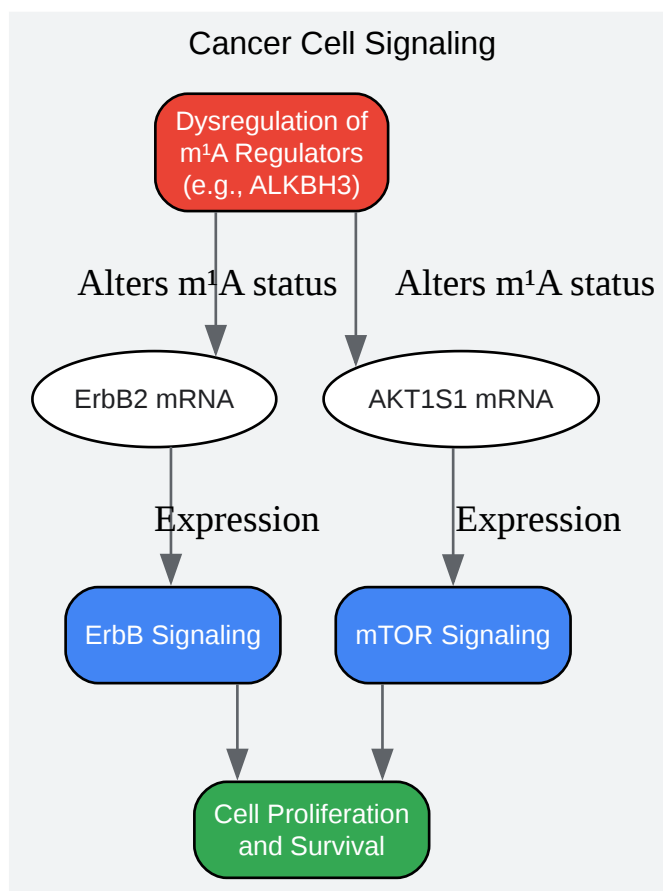 Cancer Cell Signaling
Dysregulation of
m¹A Regulators
(e.g., ALKBH3)
Alters m¹A status
Alters m¹A status
ErbB2 mRNA
AKT1S1 mRNA
Expression
Expression
ErbB Signaling
mTOR Signaling
Cell Proliferation
and Survival